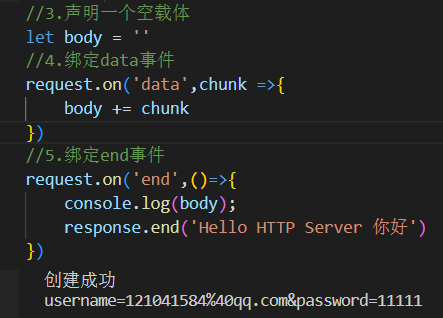 //3.声明一个空载体
let body = ''
//4.绑定data事件
request.on('data',chunk =>{
    body += chunk
})
//5.绑定end事件
request.on('end',()=>{
    console.log(body);
    response.end('Hello HTTP Server 你好')
})
创建成功
username=121041584%40qq.com&password=11111